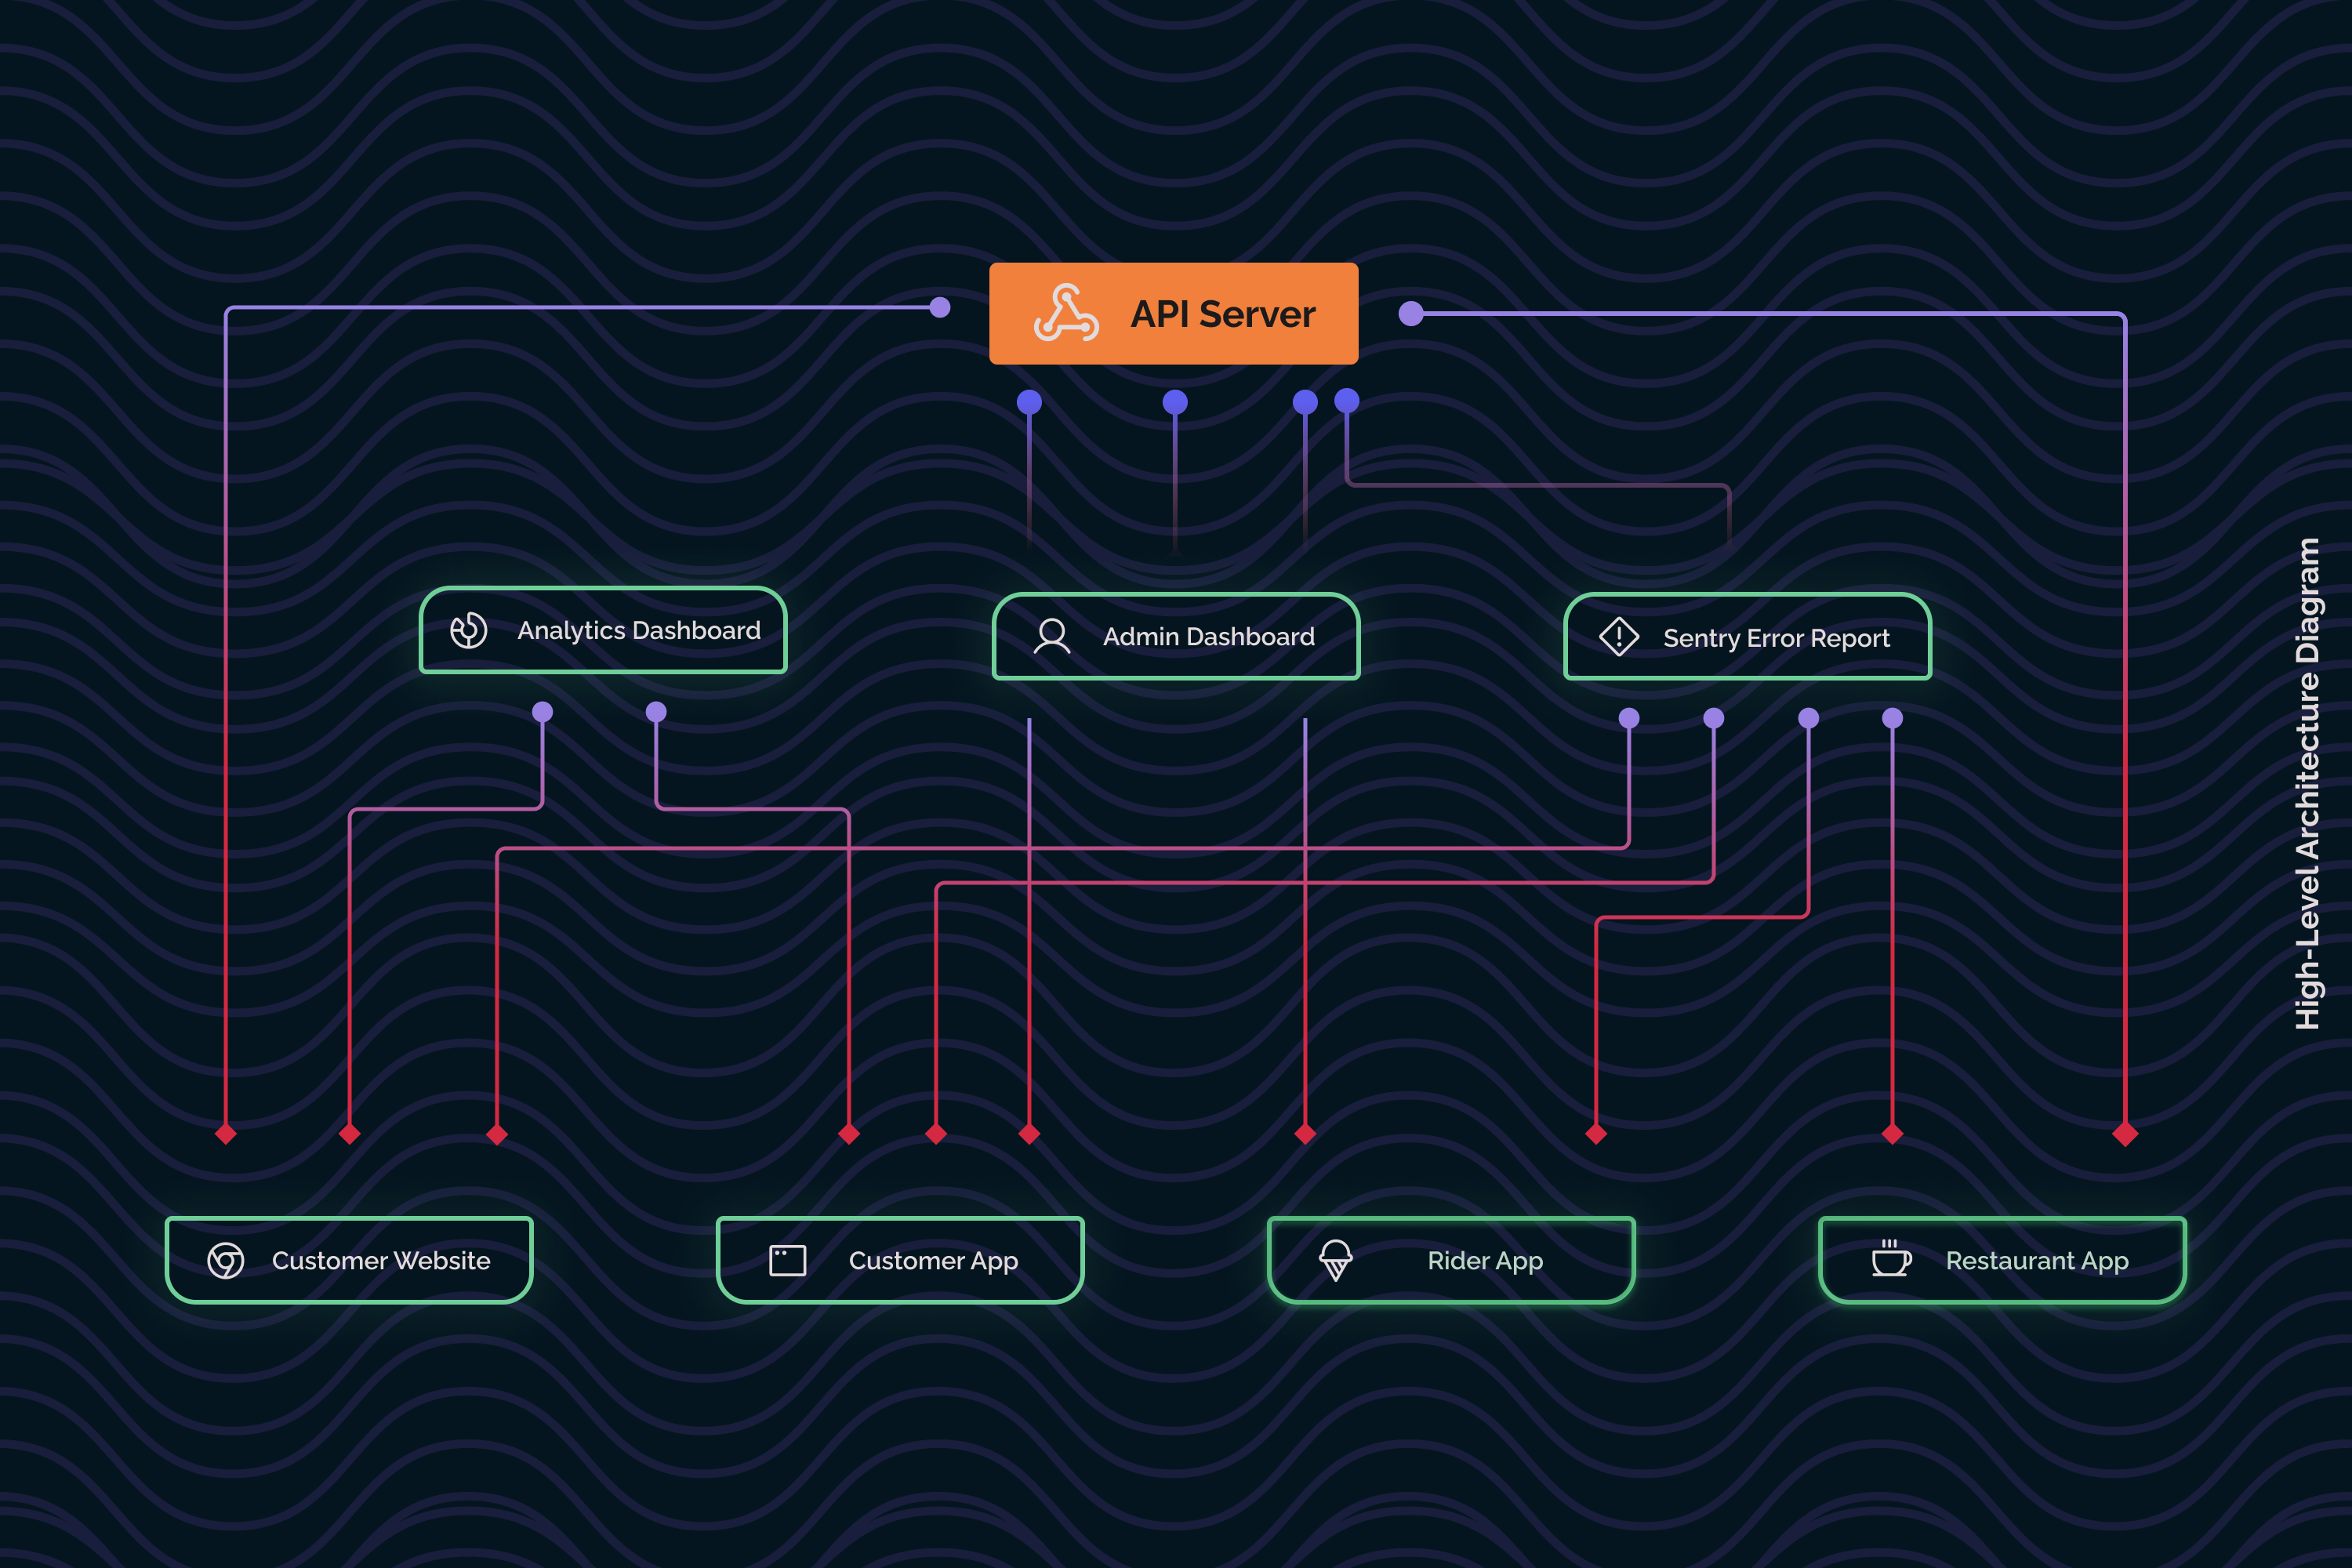 API Server
Analytics Dashboard
Admin Dashboard
Sentry Error Report
High-Level Architecture Diagram
Customer Website
Customer App
Rider App
Restaurant App